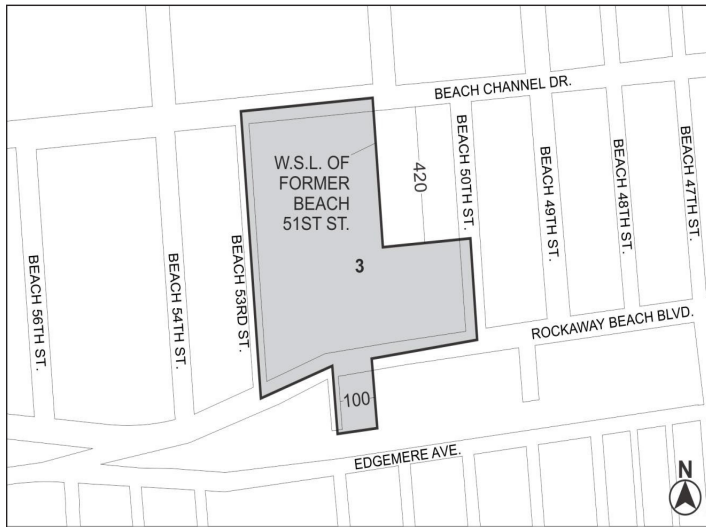 BEACH CHANNEL DR.
W.S.L. OF
FORMER
BEACH
51ST ST.
420
BEACH 50TH ST.
BEACH 49TH ST.
BEACH 48TH ST.
BEACH 47TH ST.
BEACH 56TH ST.
BEACH 54TH ST.
BEACH 53RD ST.
3
ROCKAWAY BEACH BLVD.
100
EDGEMERE AVE.
N